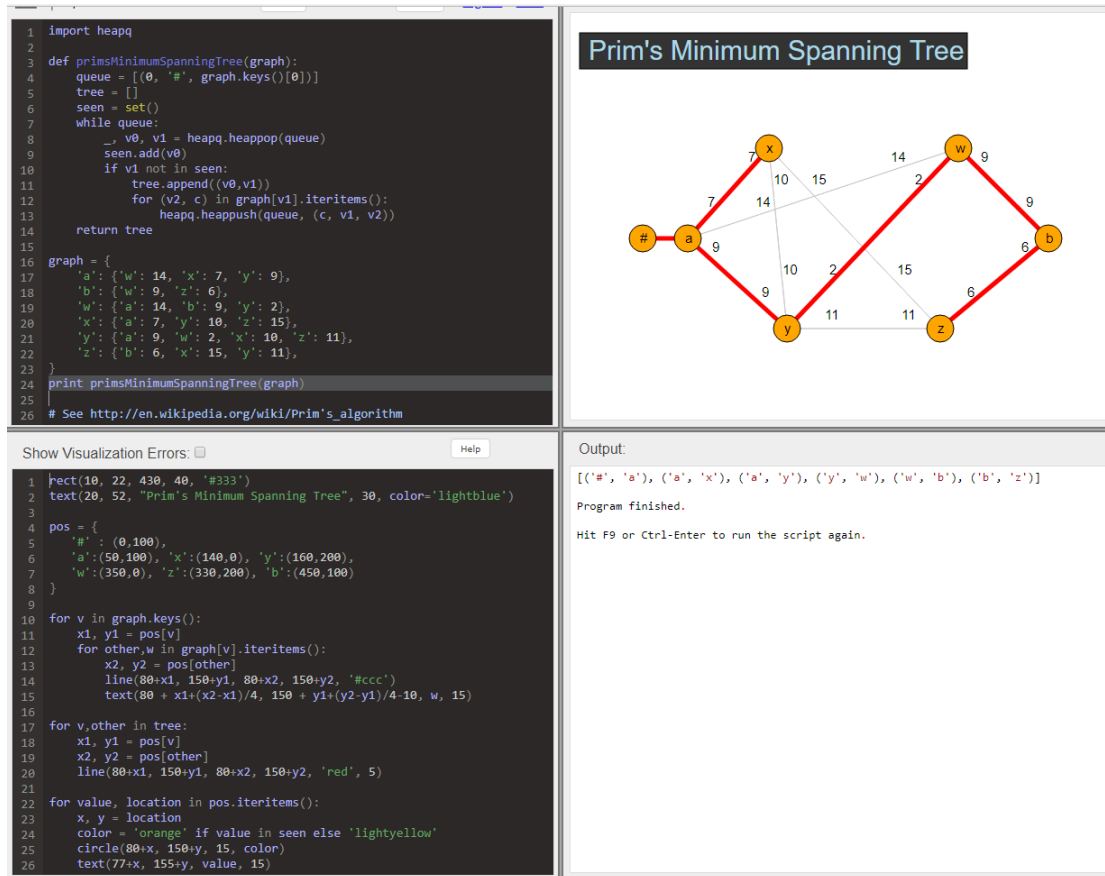 1 import heapq
2
3 def primsMinimumSpanningTree(graph):
4     queue = [(0, '#', graph.keys()[0])]
5     tree = []
6     seen = set()
7     while queue:
8         _, v0, v1 = heapq.heappop(queue)
9         seen.add(v0)
10         if v1 not in seen:
11             tree.append((v0,v1))
12             for (v2, c) in graph[v1].iteritems():
13                 heapq.heappush(queue, (c, v1, v2))
14     return tree
15
16 graph = {
17     'a': {'w': 14, 'x': 7, 'y': 9},
18     'b': {'w': 9, 'z': 6},
19     'w': {'a': 14, 'b': 9, 'y': 2},
20     'x': {'a': 7, 'y': 10, 'z': 15},
21     'y': {'a': 9, 'w': 2, 'x': 10, 'z': 11},
22     'z': {'b': 6, 'x': 15, 'y': 11},
23 }
24 print primsMinimumSpanningTree(graph)
25
26 # See http://en.wikipedia.org/wiki/Prim's_algorithm
Prim's Minimum Spanning Tree
x
w
7
14
9
10
15
2
7
14
9
#
a
b
9
6
10
2
15
9
6
11
11
y
z
Show Visualization Errors:
Help
1 rect(10, 22, 430, 40, '#333')
2 text(20, 52, "Prim's Minimum Spanning Tree", 30, color='lightblue')
3
4 pos = {
5    '#' : (0,100),
6    'a':(50,100), 'x':(140,0), 'y':(160,200),
7    'w':(350,0), 'z':(330,200), 'b':(450,100)
8 }
9
10 for v in graph.keys():
11     x1, y1 = pos[v]
12     for other,w in graph[v].iteritems():
13         x2, y2 = pos[other]
14         line(80+x1, 150+y1, 80+x2, 150+y2, '#ccc')
15         text(80 + x1+(x2-x1)/4, 150 + y1+(y2-y1)/4-10, w, 15)
16
17 for v,other in tree:
18     x1, y1 = pos[v]
19     x2, y2 = pos[other]
20     line(80+x1, 150+y1, 80+x2, 150+y2, 'red', 5)
21
22 for value, location in pos.iteritems():
23     x, y = location
24     color = 'orange' if value in seen else 'lightyellow'
25     circle(80+x, 150+y, 15, color)
26     text(77+x, 155+y, value, 15)
Output:
[('#', 'a'), ('a', 'x'), ('a', 'y'), ('y', 'w'), ('w', 'b'), ('b', 'z')]
Program finished.
Hit F9 or Ctrl-Enter to run the script again.